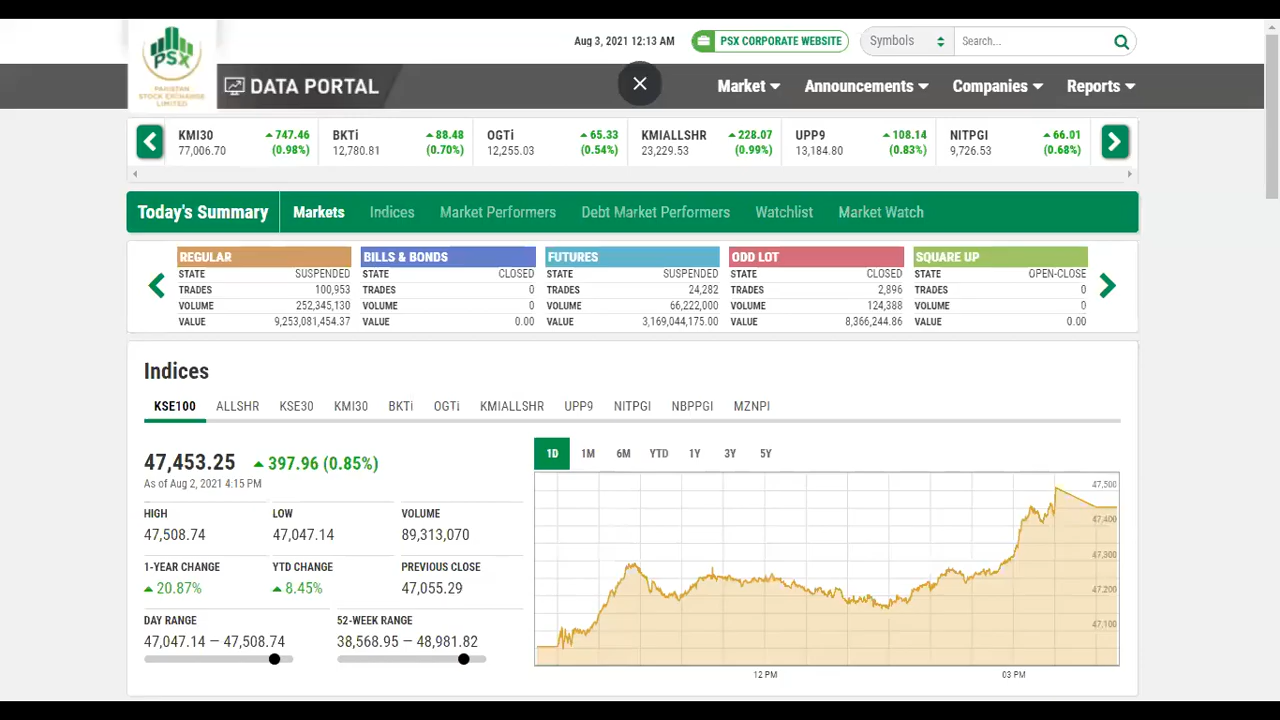 Aug 3, 2021 12:13 AM
PSX CORPORATE WEBSITE
Symbols
Search...
PSX
PAKISTAN
STOCK EXCHANGE
LIMITED
DATA PORTAL
Market
Announcements
Companies
Reports
KMI30 747.46
77,006.70 (0.98%)
BKTi 88.48
12,780.81 (0.70%)
OGTi 65.33
12,255.03 (0.54%)
KMIALLSHR 228.07
23,229.53 (0.99%)
UPP9 108.14
13,184.80 (0.83%)
NITPGI 66.01
9,726.53 (0.68%)
Today's Summary Markets Indices Market Performers Debt Market Performers Watchlist Market Watch
REGULAR
STATE SUSPENDED
TRADES 100,953
VOLUME 252,345,130
VALUE 9,253,081,454.37
BILLS & BONDS
STATE CLOSED
TRADES 0
VOLUME 0
VALUE 0.00
FUTURES
STATE SUSPENDED
TRADES 24,282
VOLUME 66,222,000
VALUE 3,169,044,175.00
ODD LOT
STATE CLOSED
TRADES 2,896
VOLUME 124,388
VALUE 8,366,244.86
SQUARE UP
STATE OPEN-CLOSE
TRADES 0
VOLUME 0
VALUE 0.00
Indices
KSE100 ALLSHR KSE30 KMI30 BKTi OGTi KMIALLSHR UPP9 NITPGI NBPPGI MZNPI
47,453.25 397.96 (0.85%)
As of Aug 2, 2021 4:15 PM
HIGH LOW VOLUME
47,508.74 47,047.14 89,313,070
1-YEAR CHANGE YTD CHANGE PREVIOUS CLOSE
20.87% 8.45% 47,055.29
DAY RANGE 52-WEEK RANGE
47,047.14 — 47,508.74 38,568.95 — 48,981.82
1D 1M 6M YTD 1Y 3Y 5Y
47,500
47,400
47,300
47,200
47,100
12 PM 03 PM